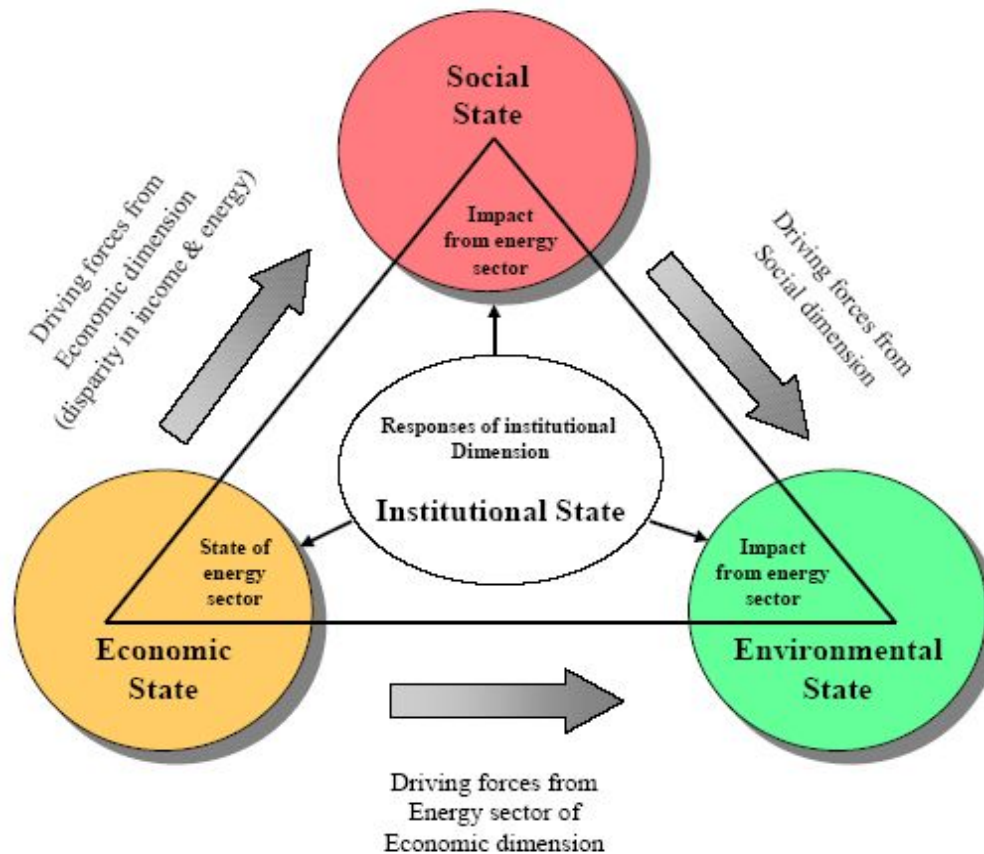 Social
State
Impact
from energy
sector
Driving forces from
Economic dimension
(disparity in income & energy)
Driving forces from
Social dimension
Responses of institutional
Dimension
Institutional State
State of
energy
sector
Economic
State
Impact
from energy
sector
Environmental
State
Driving forces from
Energy sector of
Economic dimension